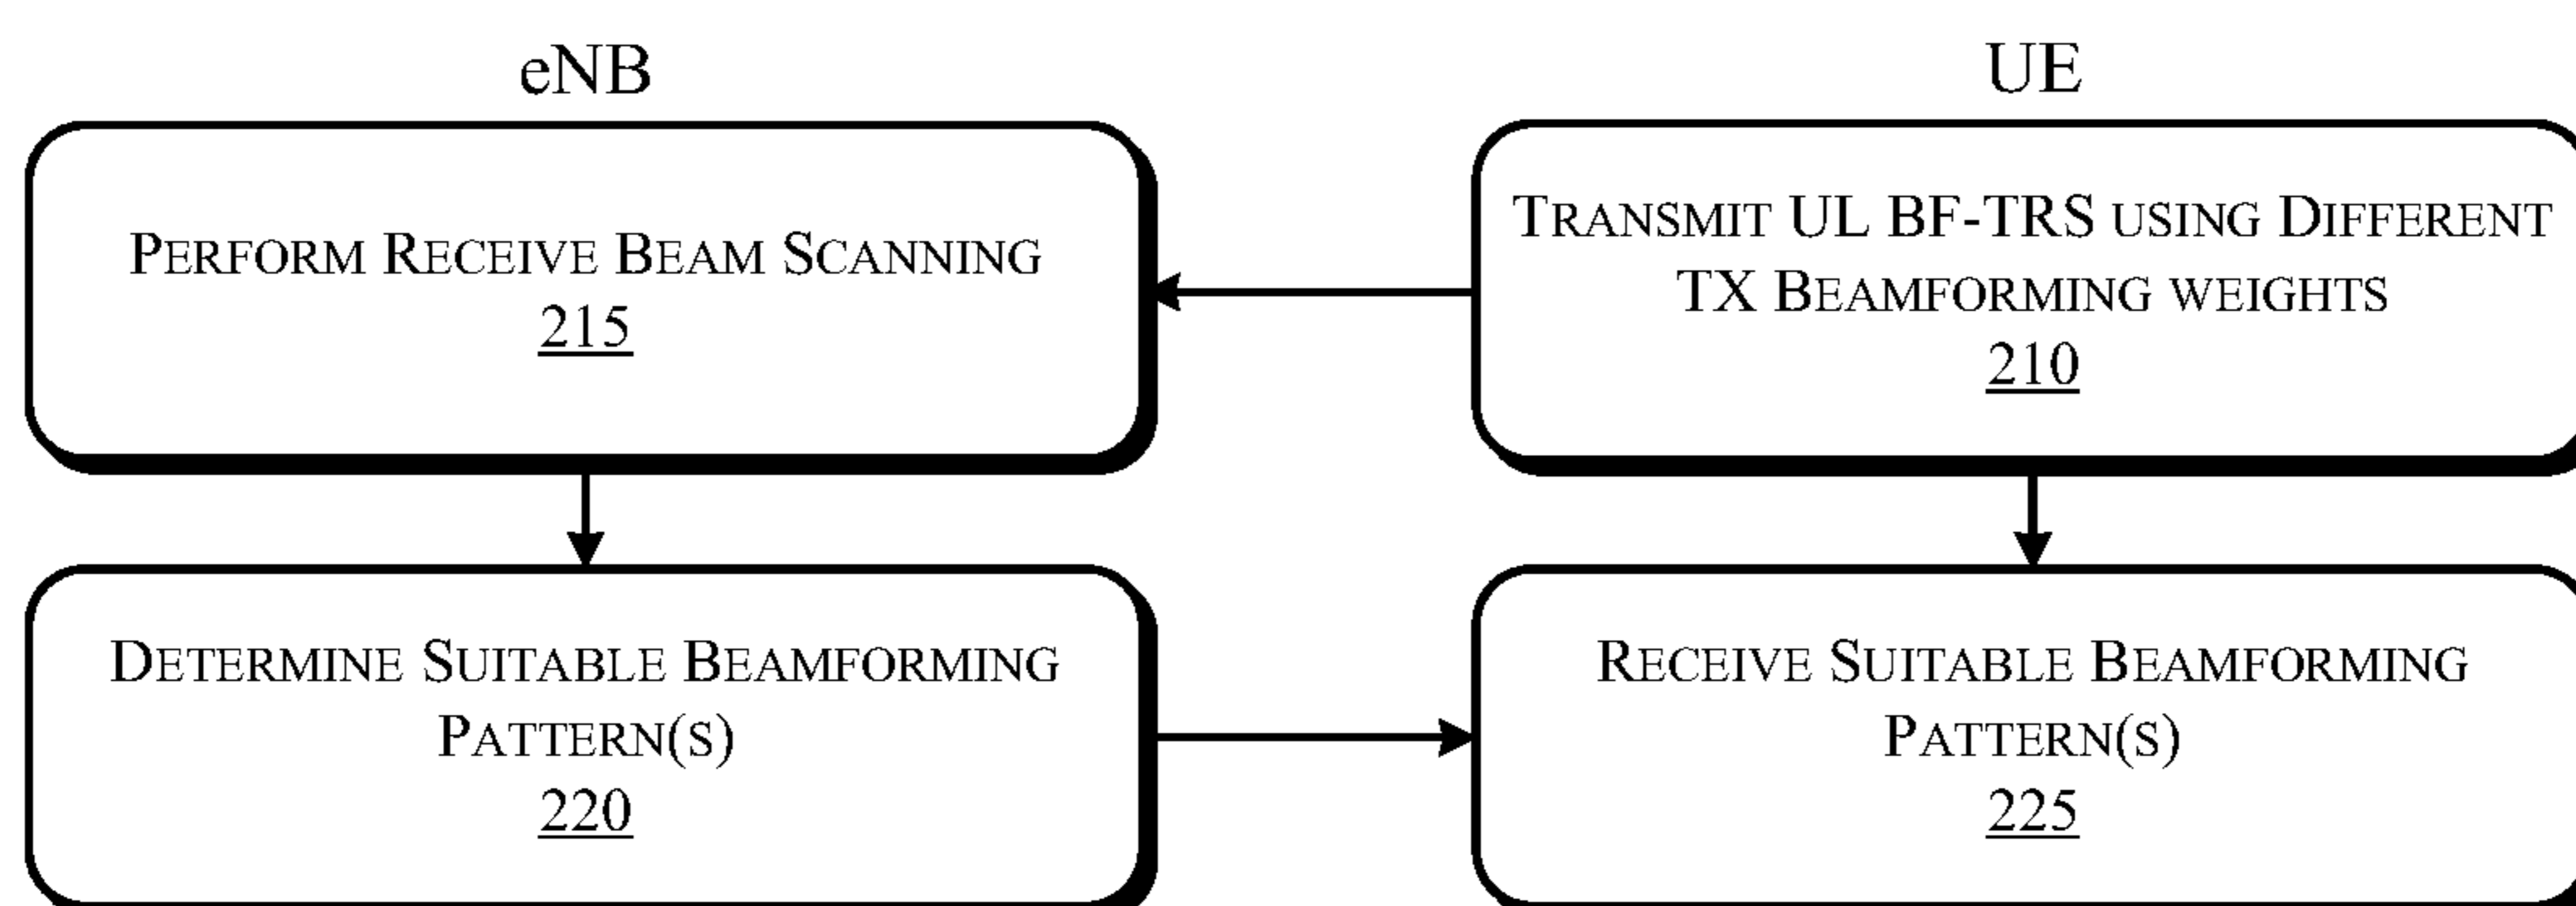 eNB
UE
PERFORM RECEIVE BEAM SCANNING
215
TRANSMIT UL BF-TRS USING DIFFERENT
TX BEAMFORMING WEIGHTS
210
DETERMINE SUITABLE BEAMFORMING
PATTERN(S)
220
RECEIVE SUITABLE BEAMFORMING
PATTERN(S)
225